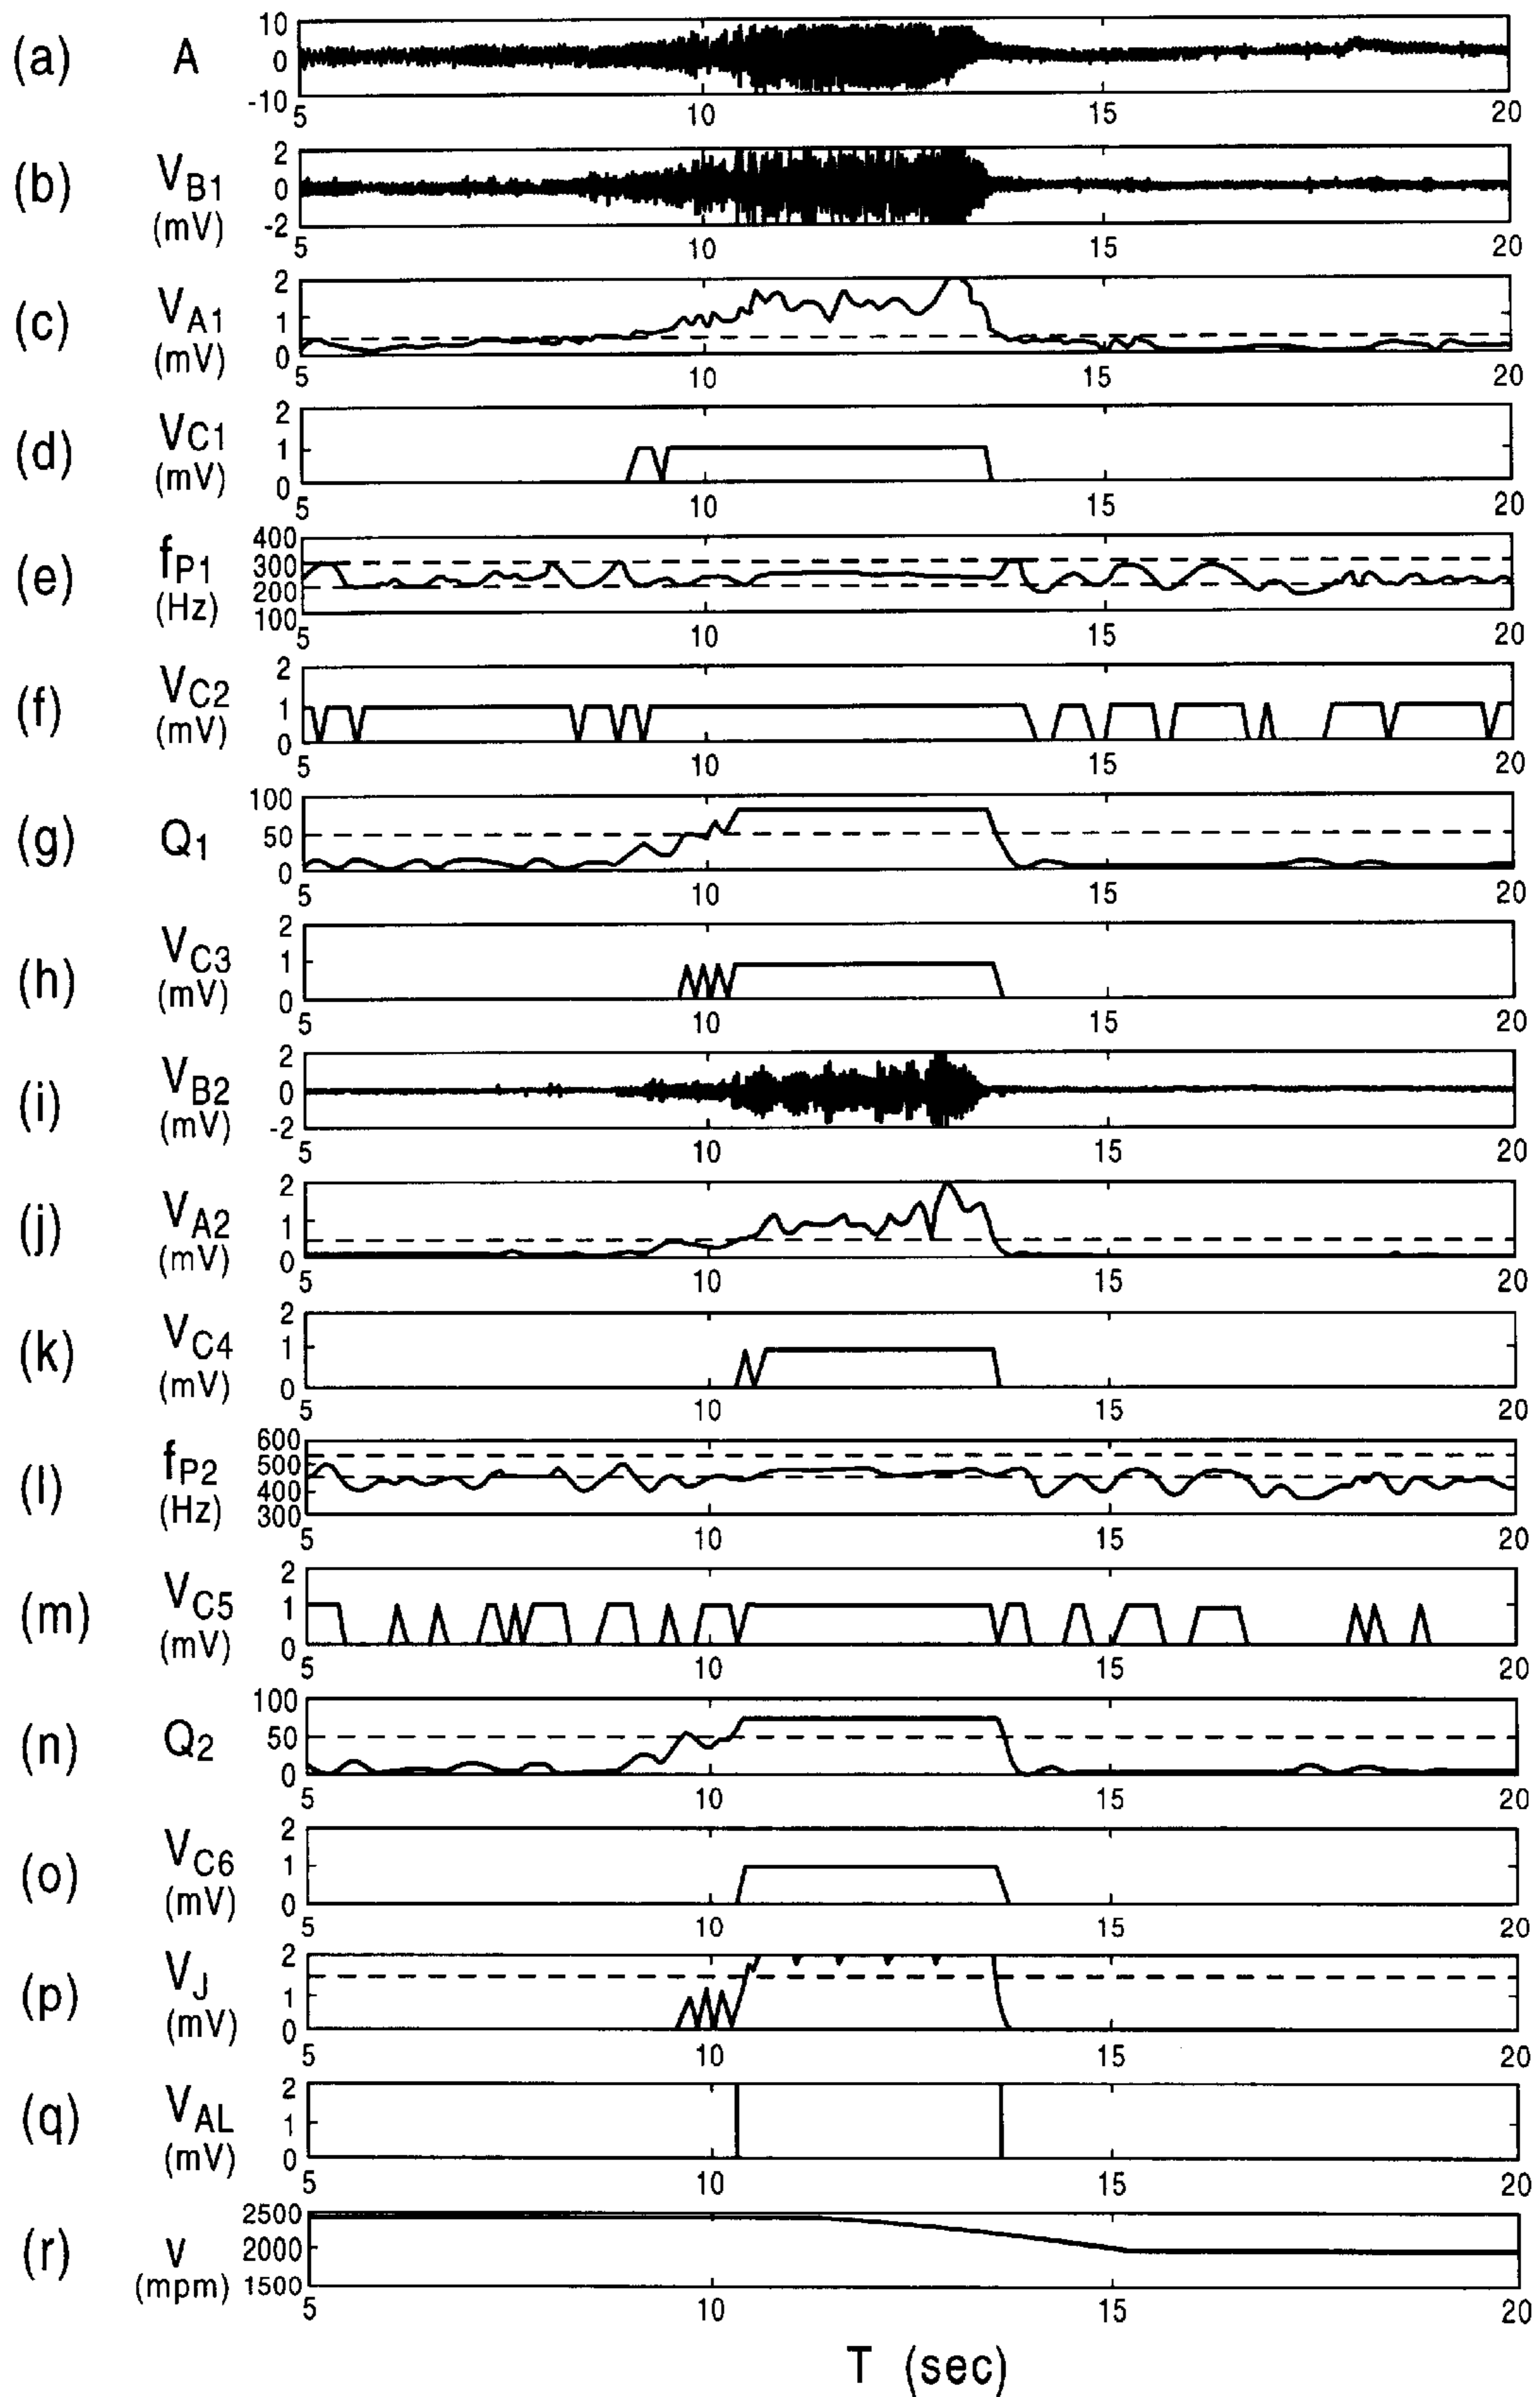 (a) A 10 0 -10 5 10 15 20
(b) VB1 (mV) 2 0 -2 5 10 15 20
(c) VA1 (mV) 2 1 0 5 10 15 20
(d) VC1 (mV) 2 1 0 5 10 15 20
(e) fP1 (Hz) 400 300 200 100 5 10 15 20
(f) VC2 (mV) 2 1 0 5 10 15 20
(g) Q1 100 50 0 5 10 15 20
(h) VC3 (mV) 2 1 0 5 10 15 20
(i) VB2 (mV) 2 0 -2 5 10 15 20
(j) VA2 (mV) 2 1 0 5 10 15 20
(k) VC4 (mV) 2 1 0 5 10 15 20
(l) fP2 (Hz) 600 500 400 300 5 10 15 20
(m) VC5 (mV) 2 1 0 5 10 15 20
(n) Q2 100 50 0 5 10 15 20
(o) VC6 (mV) 2 1 0 5 10 15 20
(p) VJ (mV) 2 1 0 5 10 15 20
(q) VAL (mV) 2 1 0 5 10 15 20
(r) V (mpm) 2500 2000 1500 5 10 15 20
T (sec)